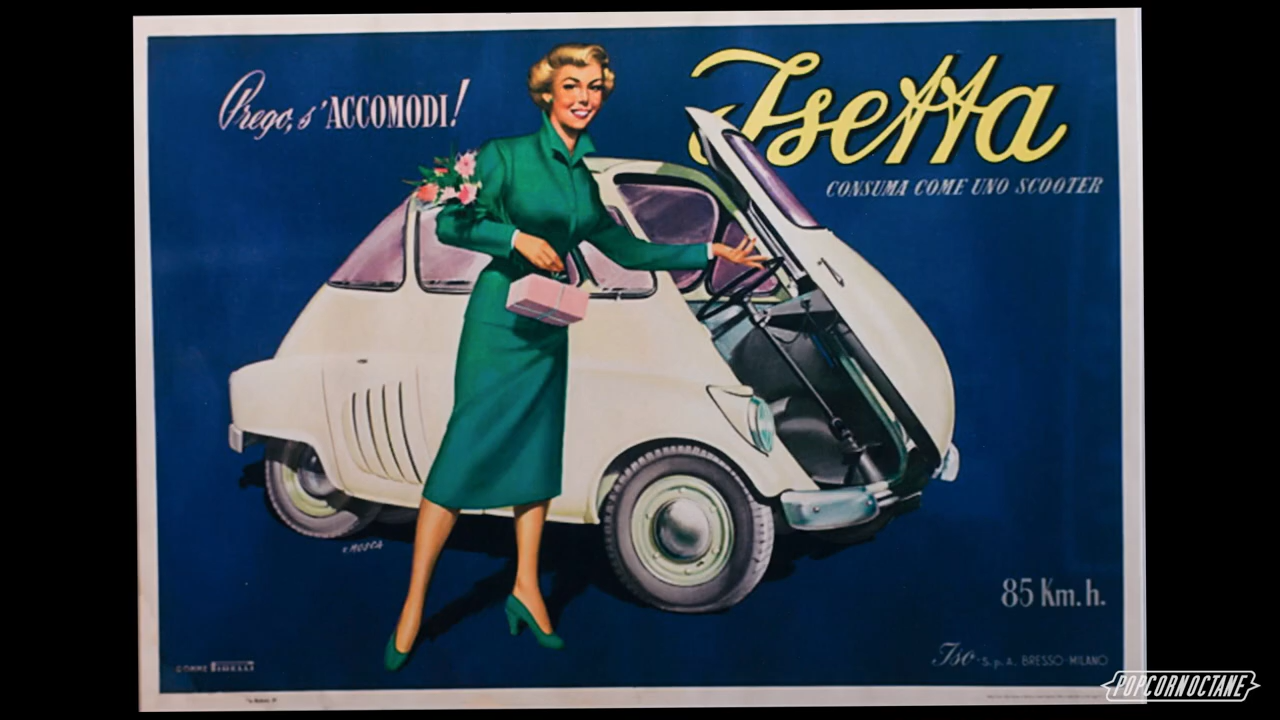 Prego, s'ACCOMODI!
Isetta
CONSUMA COME UNO SCOOTER
E. MOSCA
85 Km. h.
GOMME PIRELLI
Iso S.p.A. BRESSO-MILANO
POPCORNOCTANE